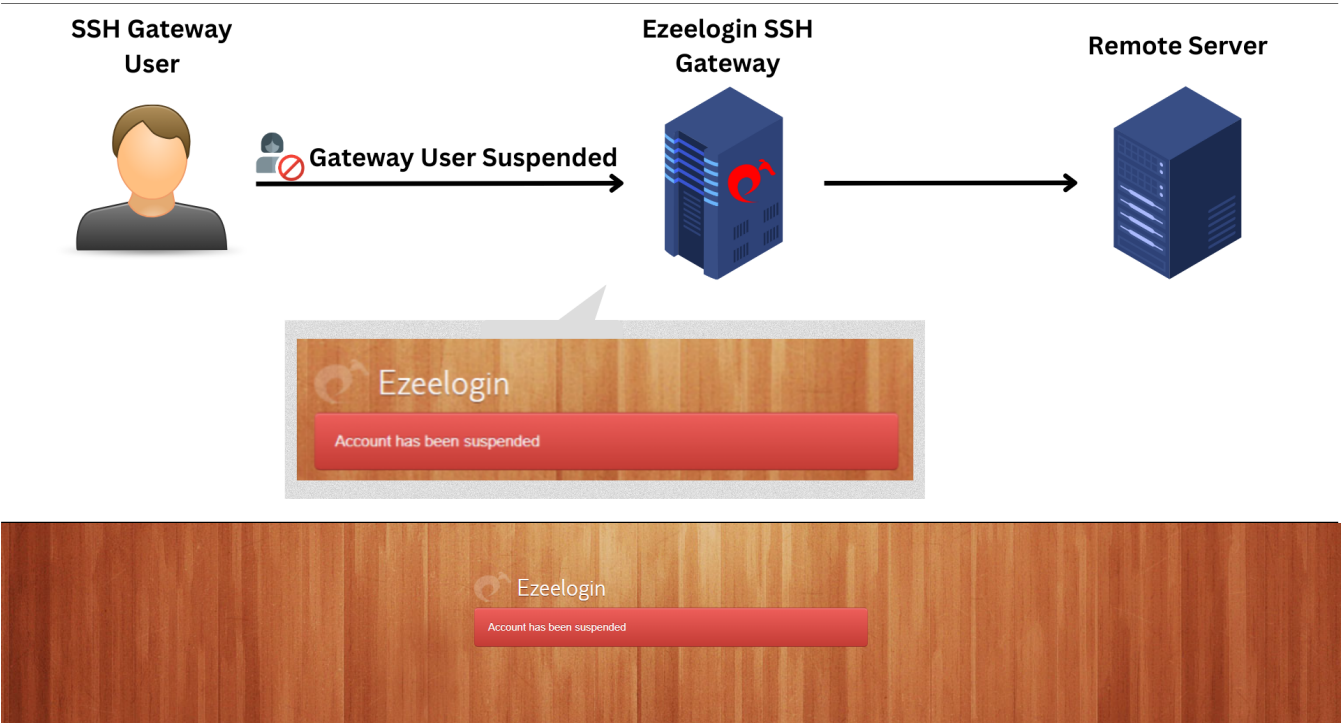 SSH Gateway
User
Ezeelogin SSH
Gateway
Remote Server
Gateway User Suspended
Ezeelogin
Account has been suspended
Ezeelogin
Account has been suspended